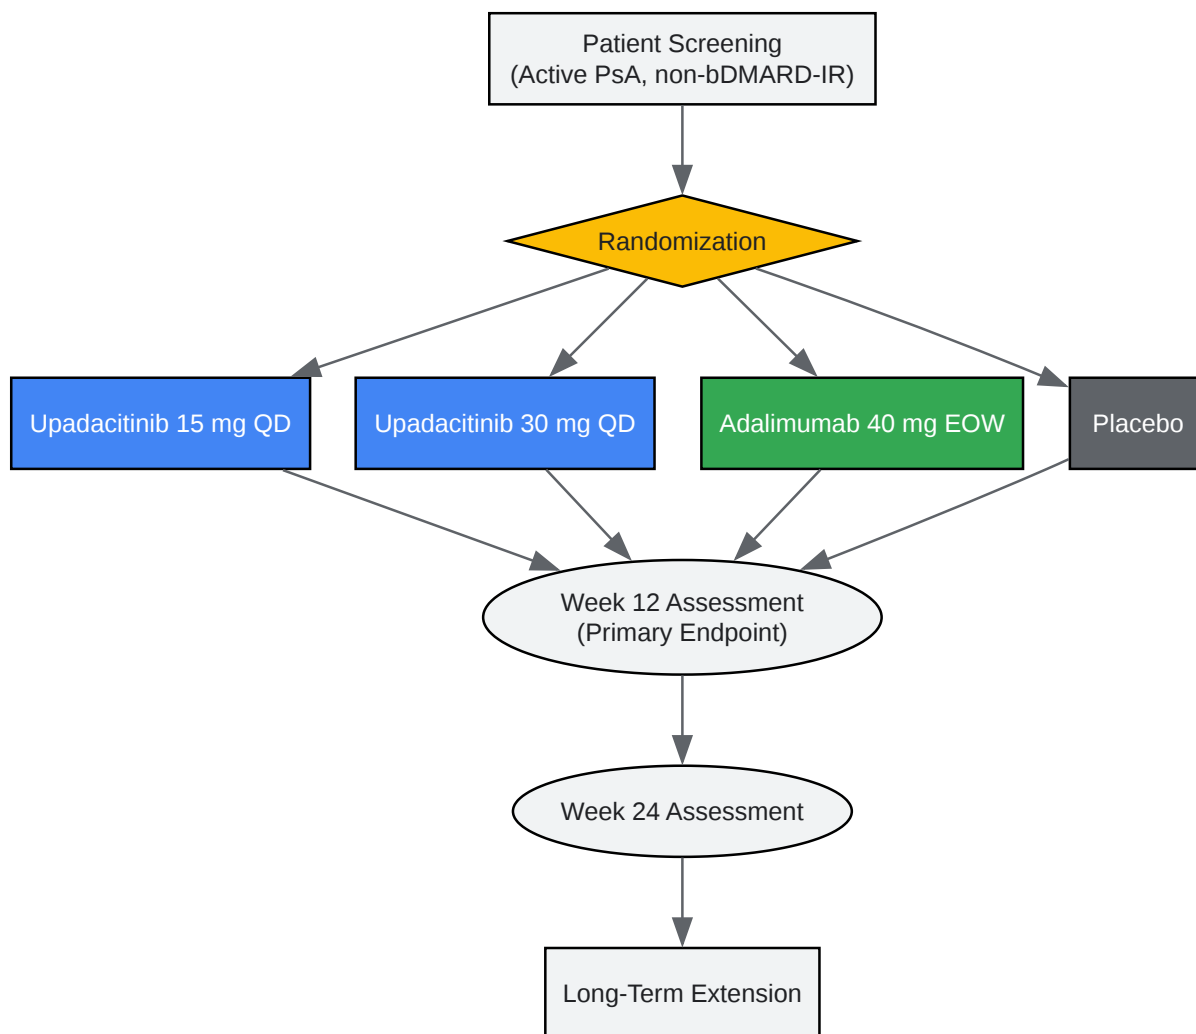 Patient Screening
(Active PsA, non-bDMARD-IR)
Randomization
Upadacitinib 15 mg QD
Upadacitinib 30 mg QD
Adalimumab 40 mg EOW
Placebo
Week 12 Assessment
(Primary Endpoint)
Week 24 Assessment
Long-Term Extension